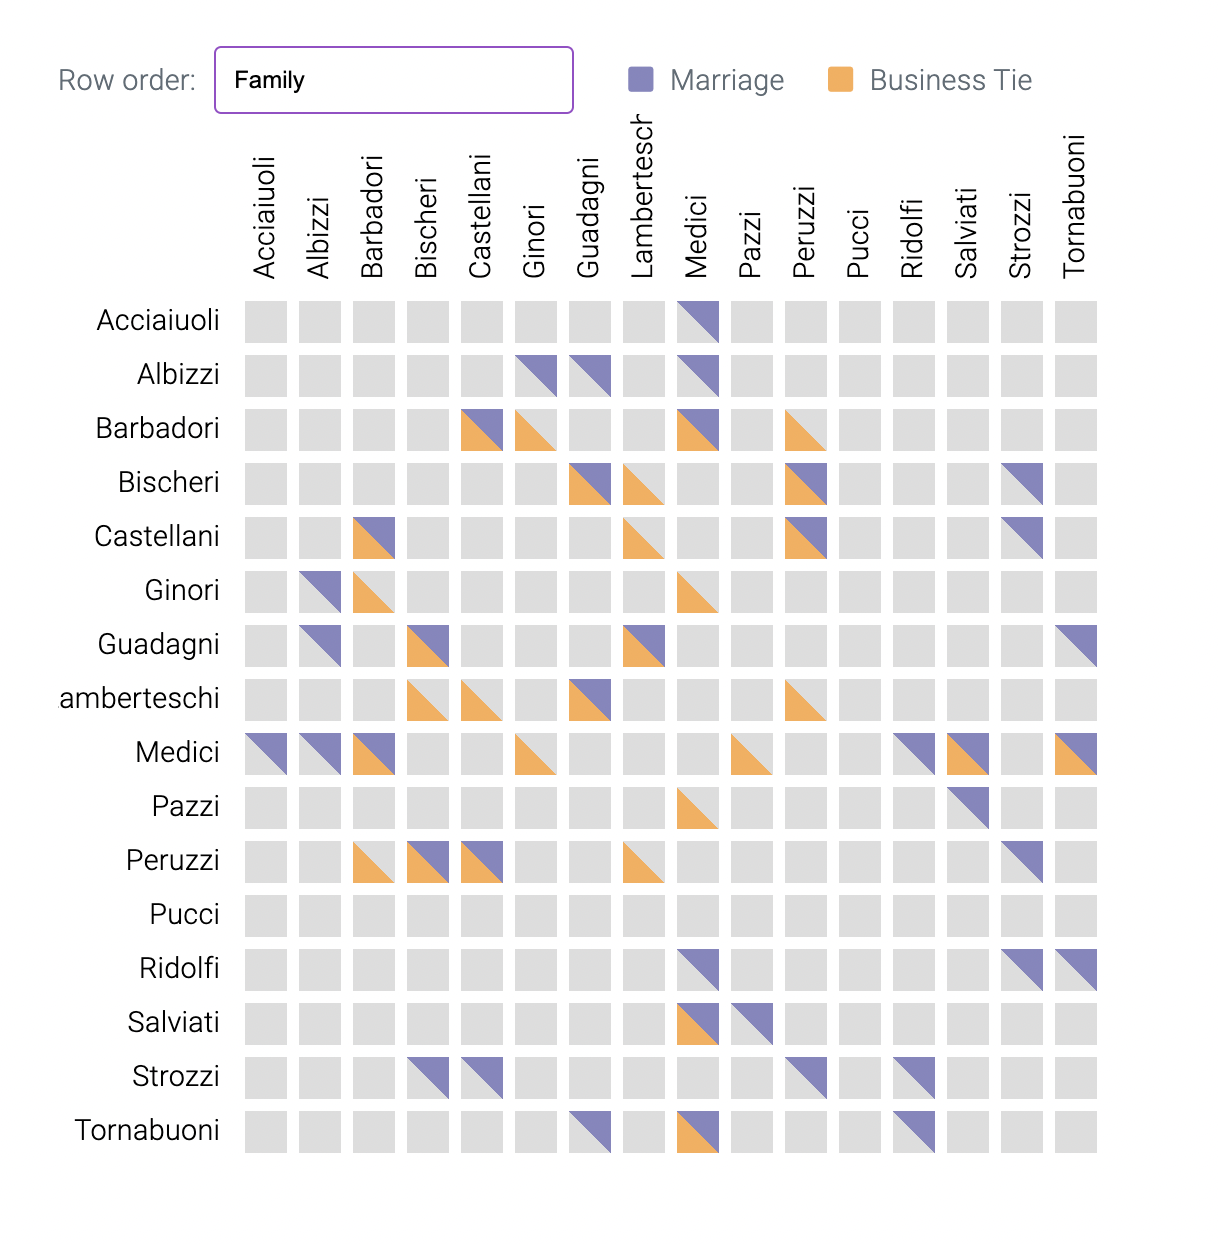 Row order: Family Marriage Business Tie
Acciaiuoli
Albizzi
Barbadori
Bischeri
Castellani
Ginori
Guadagni
Lambertesch
Medici
Pazzi
Peruzzi
Pucci
Ridolfi
Salviati
Strozzi
Tornabuoni
Acciaiuoli
Albizzi
Barbadori
Bischeri
Castellani
Ginori
Guadagni
amberteschi
Medici
Pazzi
Peruzzi
Pucci
Ridolfi
Salviati
Strozzi
Tornabuoni